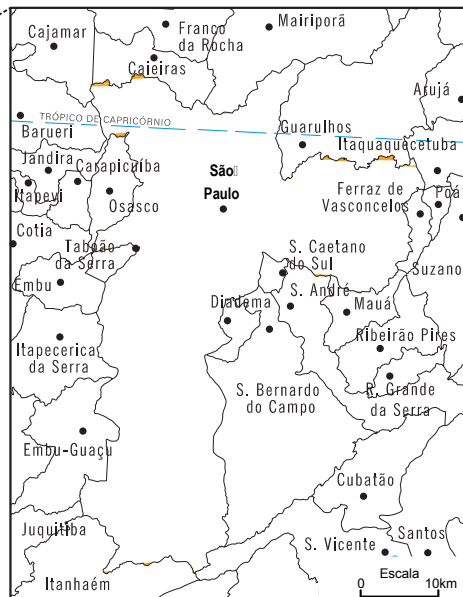 Cajamar
Franco
da Rocha
Mairiporã
Caieiras
Arujá
TRÓPICO DE CAPRICÓRNIO
Barueri
Guarulhos
Itaquaquecetuba
Jandira
Carapicuíba
São
Paulo
Itapevi
Osasco
Ferraz de
Vasconcelos
Poá
Cotia
Taboão
da Serra
S. Caetano
do Sul
Suzano
Embu
Diadema
S. André
Mauá
Itapecerica
da Serra
Ribeirão Pires
S. Bernardo
do Campo
R. Grande
da Serra
Embu-Guaçu
Cubatão
Juquitiba
S. Vicente
Santos
Itanhaém
Escala
0 10km